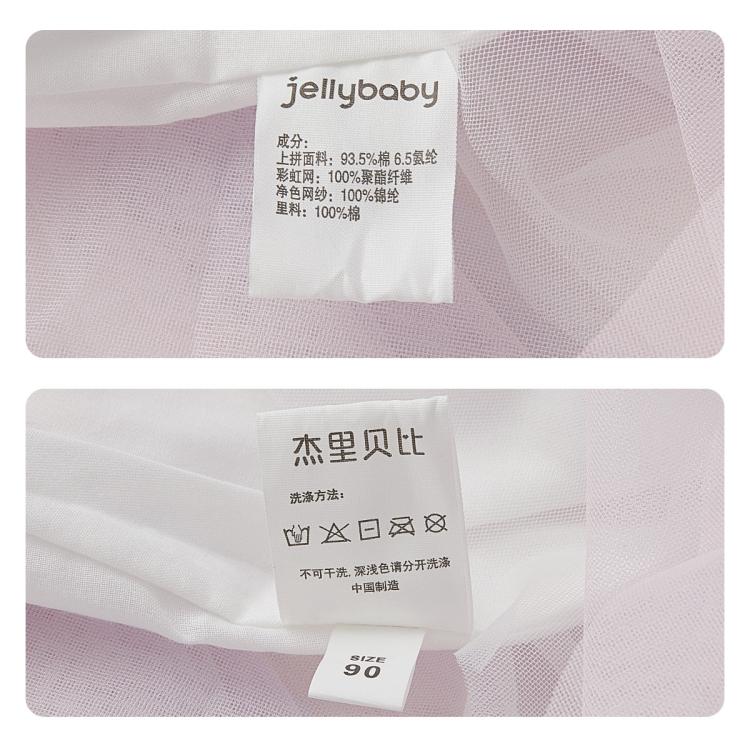 jellybaby
成分：
上拼面料：93.5%棉 6.5氨纶
彩虹网：100%聚酯纤维
净色网纱：100%锦纶
里料：100%棉
杰里贝比
洗涤方法：
不可干洗, 深浅色请分开洗涤
中国制造
SIZE
90